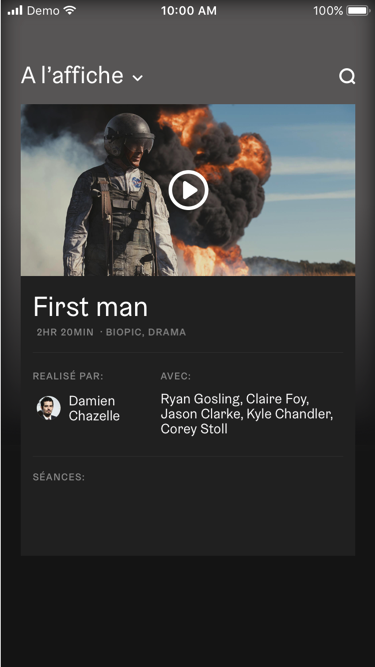 Demo 10:00 AM 100%
A l’affiche
First man
2HR 20MIN · BIOPIC, DRAMA
REALISÉ PAR:
Damien
Chazelle
AVEC:
Ryan Gosling, Claire Foy,
Jason Clarke, Kyle Chandler,
Corey Stoll
SÉANCES: